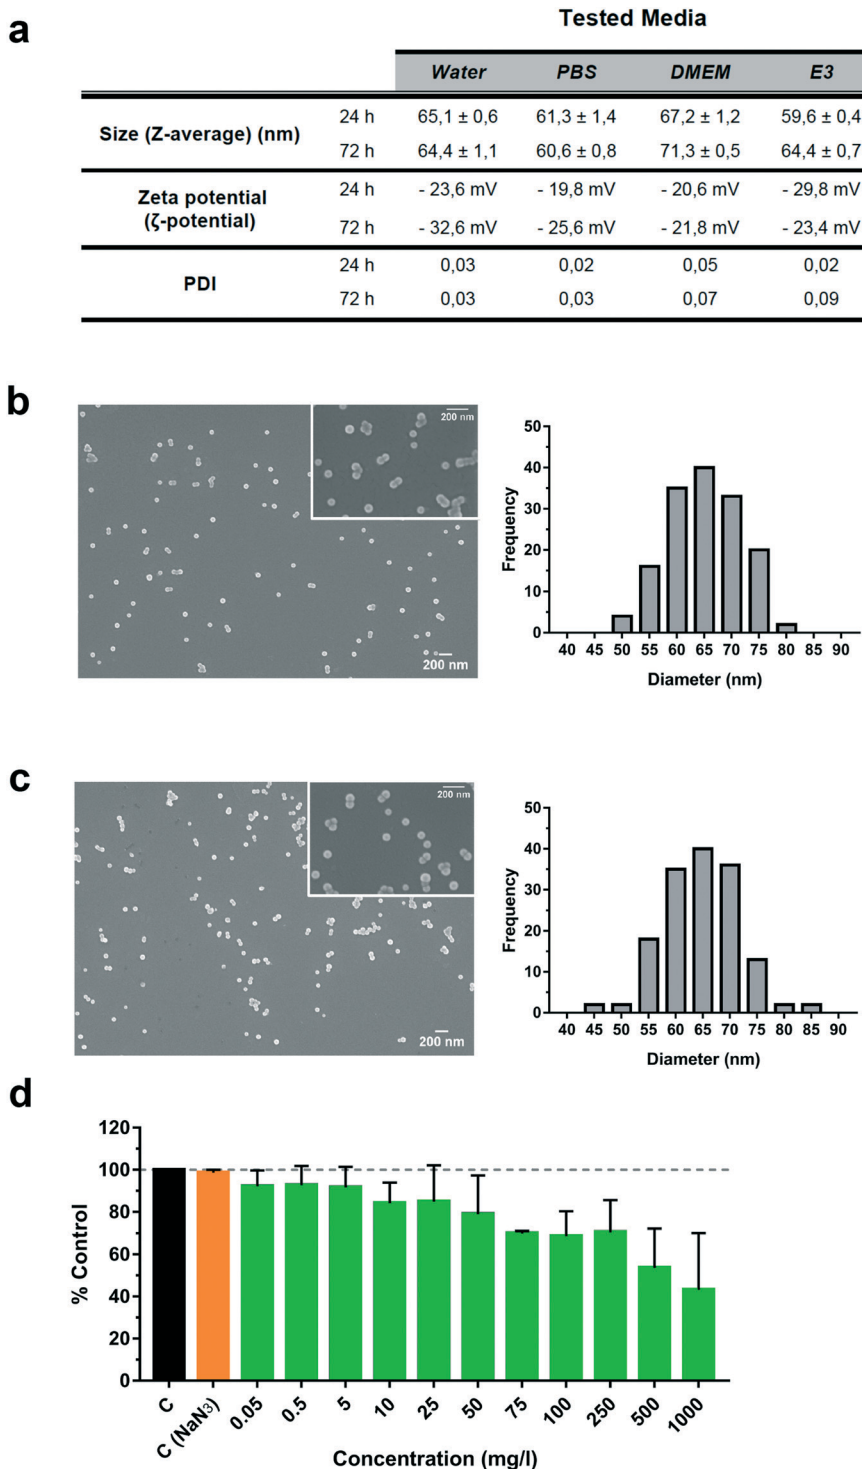 a
Tested Media
Water PBS DMEM E3
Size (Z-average) (nm)
24 h 65,1 ± 0,6 61,3 ± 1,4 67,2 ± 1,2 59,6 ± 0,4
72 h 64,4 ± 1,1 60,6 ± 0,8 71,3 ± 0,5 64,4 ± 0,7
Zeta potential
(ζ-potential)
24 h - 23,6 mV - 19,8 mV - 20,6 mV - 29,8 mV
72 h - 32,6 mV - 25,6 mV - 21,8 mV - 23,4 mV
PDI
24 h 0,03 0,02 0,05 0,02
72 h 0,03 0,03 0,07 0,09
b
200 nm
200 nm
Frequency
50
40
30
20
10
0
40 45 50 55 60 65 70 75 80 85 90
Diameter (nm)
c
200 nm
200 nm
Frequency
50
40
30
20
10
0
40 45 50 55 60 65 70 75 80 85 90
Diameter (nm)
d
% Control
120
100
80
60
40
20
0
C C (NaN3) 0.05 0.5 5 10 25 50 75 100 250 500 1000
Concentration (mg/l)